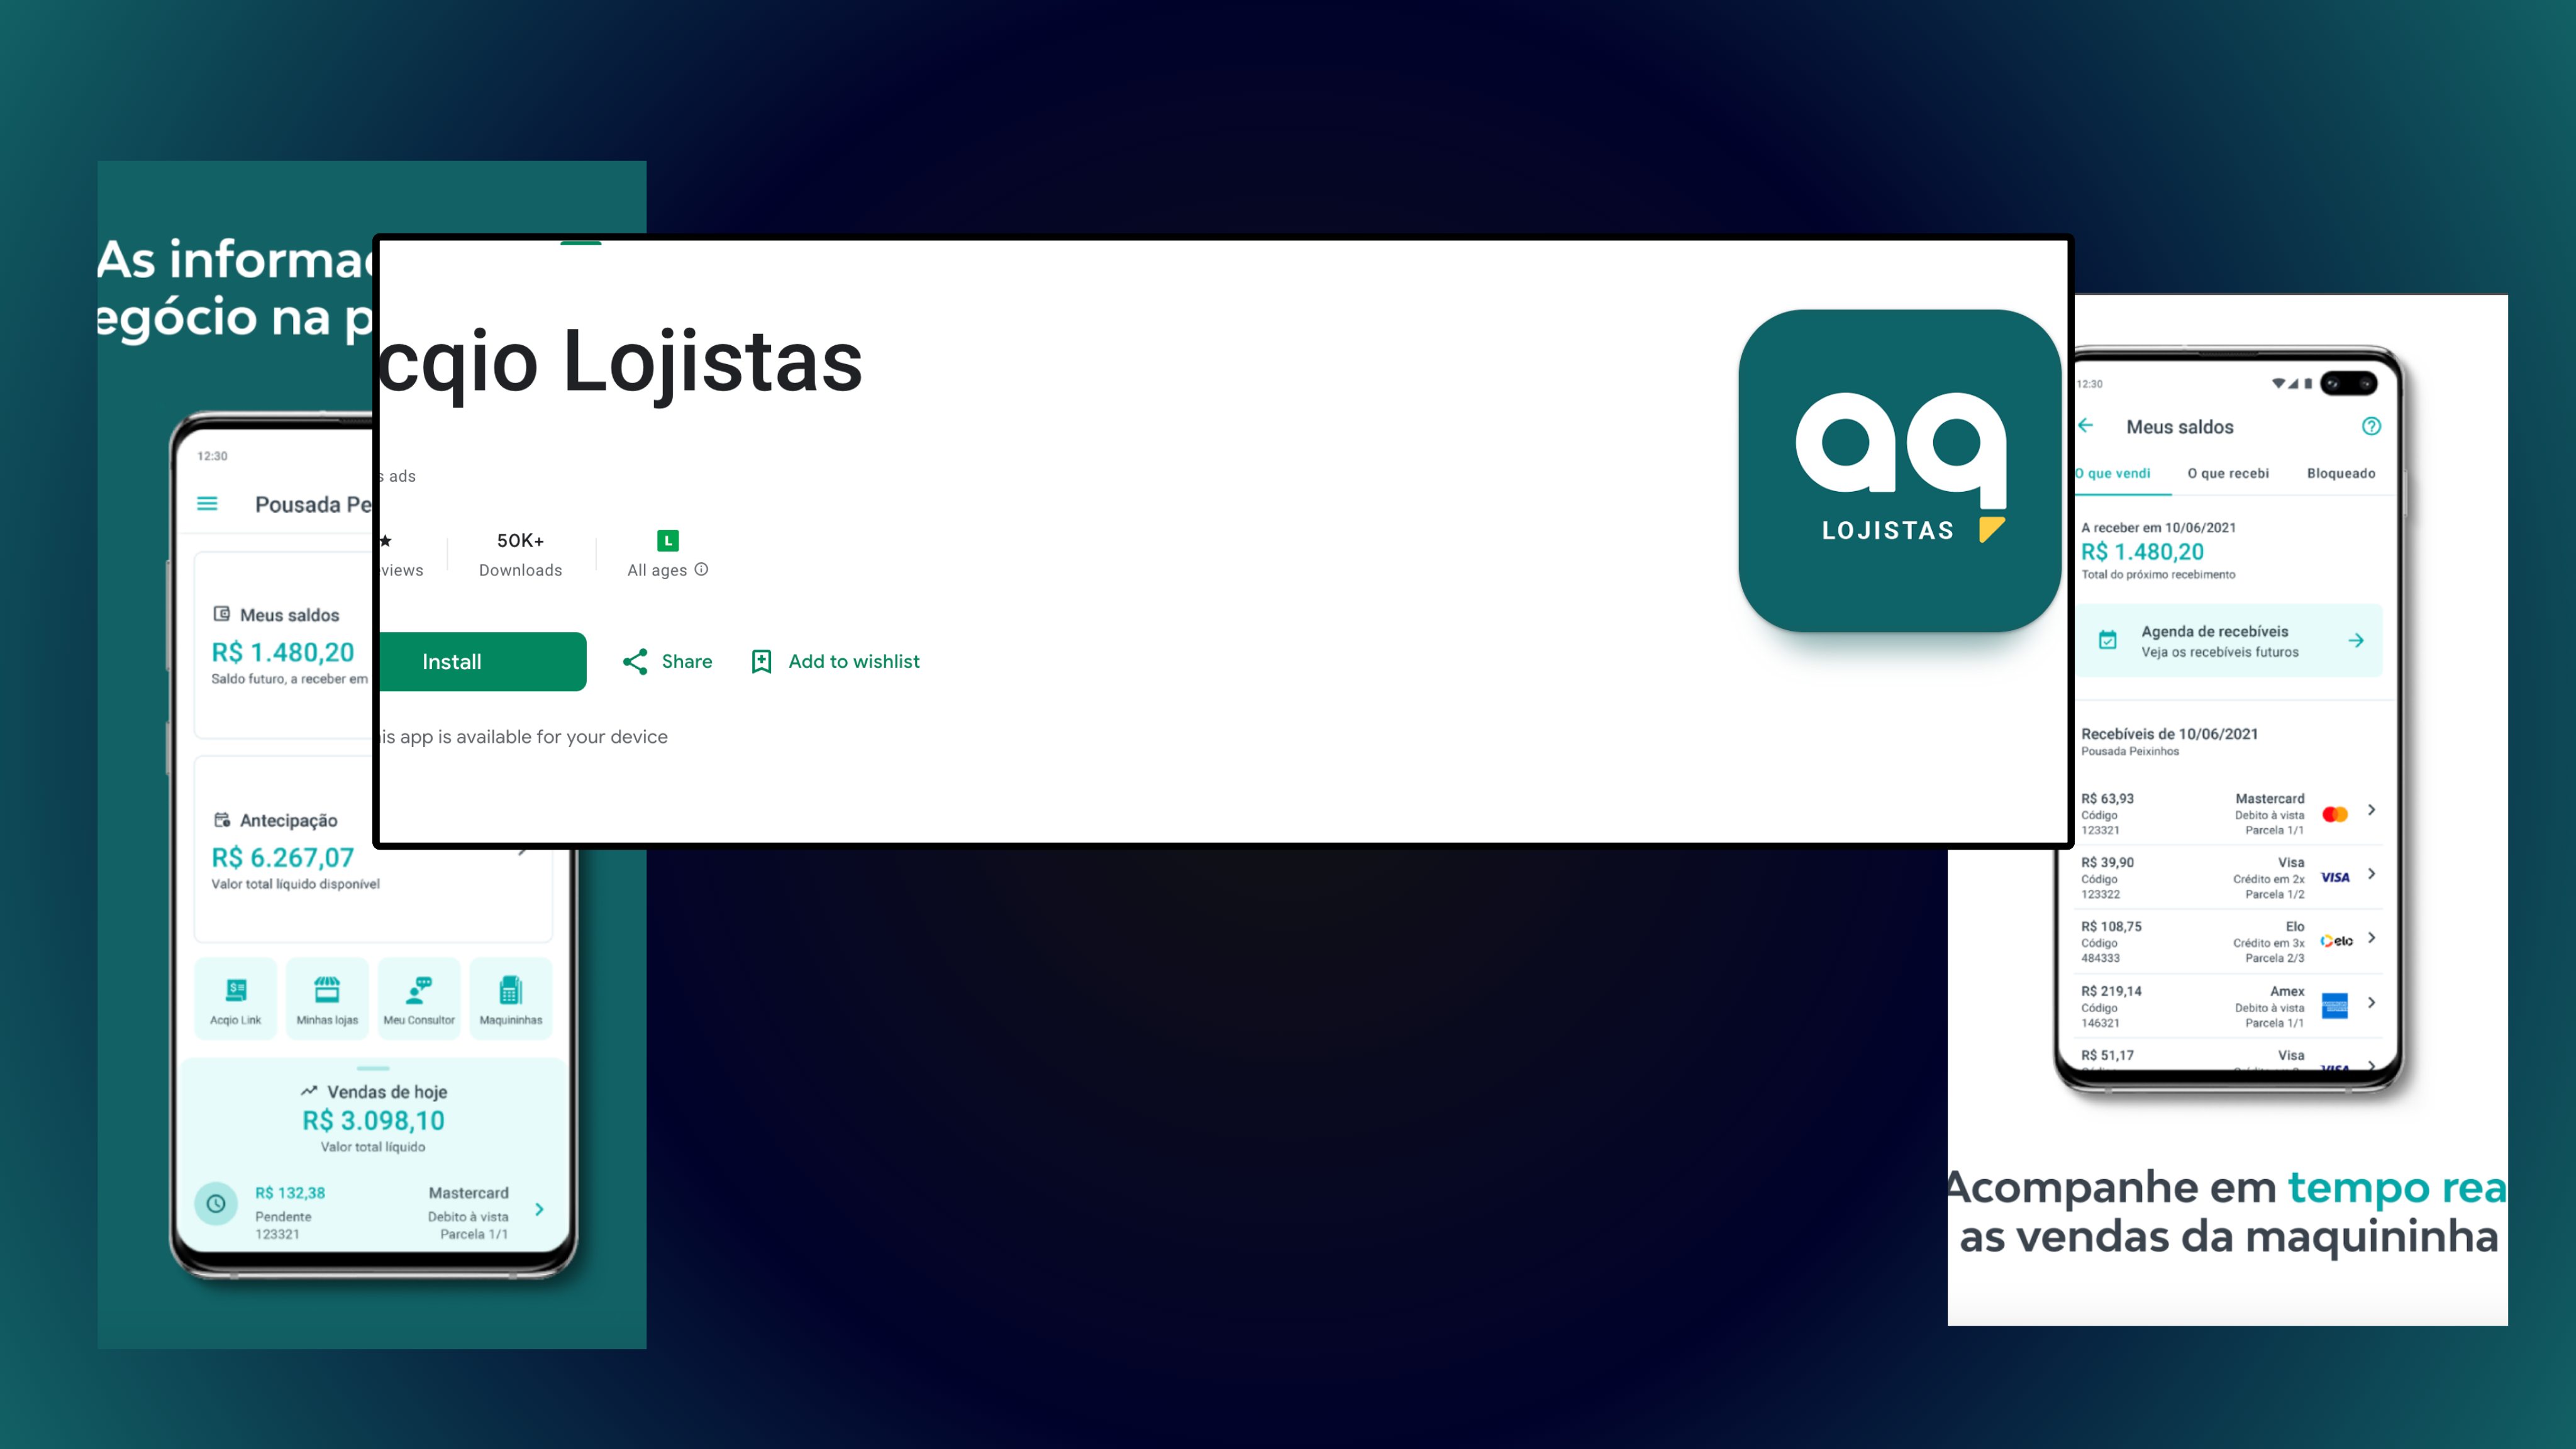 As informaç
egócio na p
12:30
Pousada Pe
Meus saldos
R$ 1.480,20
Saldo futuro, a receber em
Antecipação
R$ 6.267,07
Valor total líquido disponível
Acqio Link
Minhas lojas
Meu Consultor
Maquininhas
Vendas de hoje
R$ 3.098,10
Valor total líquido
R$ 132,38
Pendente
123321
Mastercard
Debito à vista
Parcela 1/1
cqio Lojistas
s ads
views
50K+
Downloads
L
All ages
Install
Share
Add to wishlist
is app is available for your device
aq
LOJISTAS
12:30
Meus saldos
O que vendi
O que recebi
Bloqueado
A receber em 10/06/2021
R$ 1.480,20
Total do próximo recebimento
Agenda de recebíveis
Veja os recebíveis futuros
Recebíveis de 10/06/2021
Pousada Peixinhos
R$ 63,93
Código
123321
Mastercard
Debito à vista
Parcela 1/1
R$ 39,90
Código
123322
Visa
Crédito em 2x
Parcela 1/2
VISA
R$ 108,75
Código
484333
Elo
Crédito em 3x
Parcela 2/3
elo
R$ 219,14
Código
146321
Amex
Debito à vista
Parcela 1/1
R$ 51,17
Visa
VISA
Acompanhe em tempo rea
as vendas da maquininha